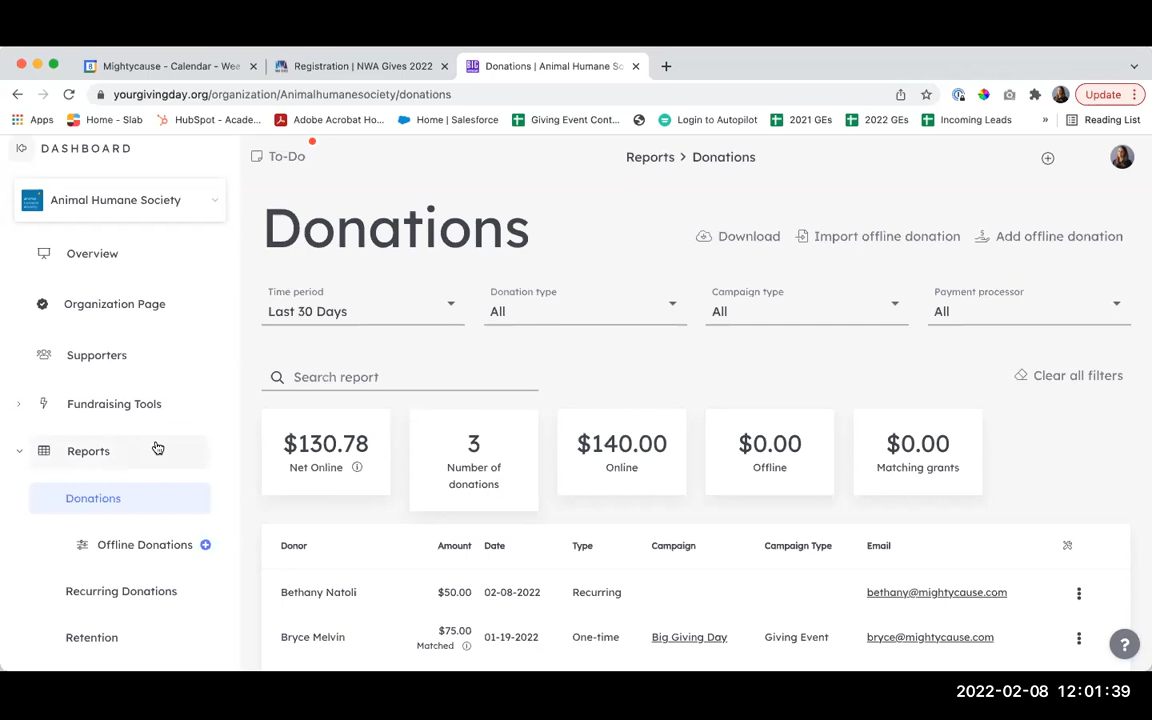 Mightycause - Calendar - Wee
Registration | NWA Gives 2022
Donations | Animal Humane So
yourgivingday.org/organization/Animalhumanesociety/donations
Update
Apps
Home - Slab
HubSpot - Acade...
Adobe Acrobat Ho...
Home | Salesforce
Giving Event Cont...
Login to Autopilot
2021 GEs
2022 GEs
Incoming Leads
»
Reading List
DASHBOARD
To-Do
Reports > Donations
Animal Humane Society
Overview
Organization Page
Supporters
Fundraising Tools
Reports
Donations
Offline Donations
Recurring Donations
Retention
Donations
Download
Import offline donation
Add offline donation
Time period
Last 30 Days
Donation type
All
Campaign type
All
Payment processor
All
Search report
Clear all filters
$130.78
Net Online
3
Number of
donations
$140.00
Online
$0.00
Offline
$0.00
Matching grants
Donor Amount Date Type Campaign Campaign Type Email
Bethany Natoli $50.00 02-08-2022 Recurring bethany@mightycause.com
Bryce Melvin $75.00 Matched 01-19-2022 One-time Big Giving Day Giving Event bryce@mightycause.com
?
2022-02-08 12:01:39